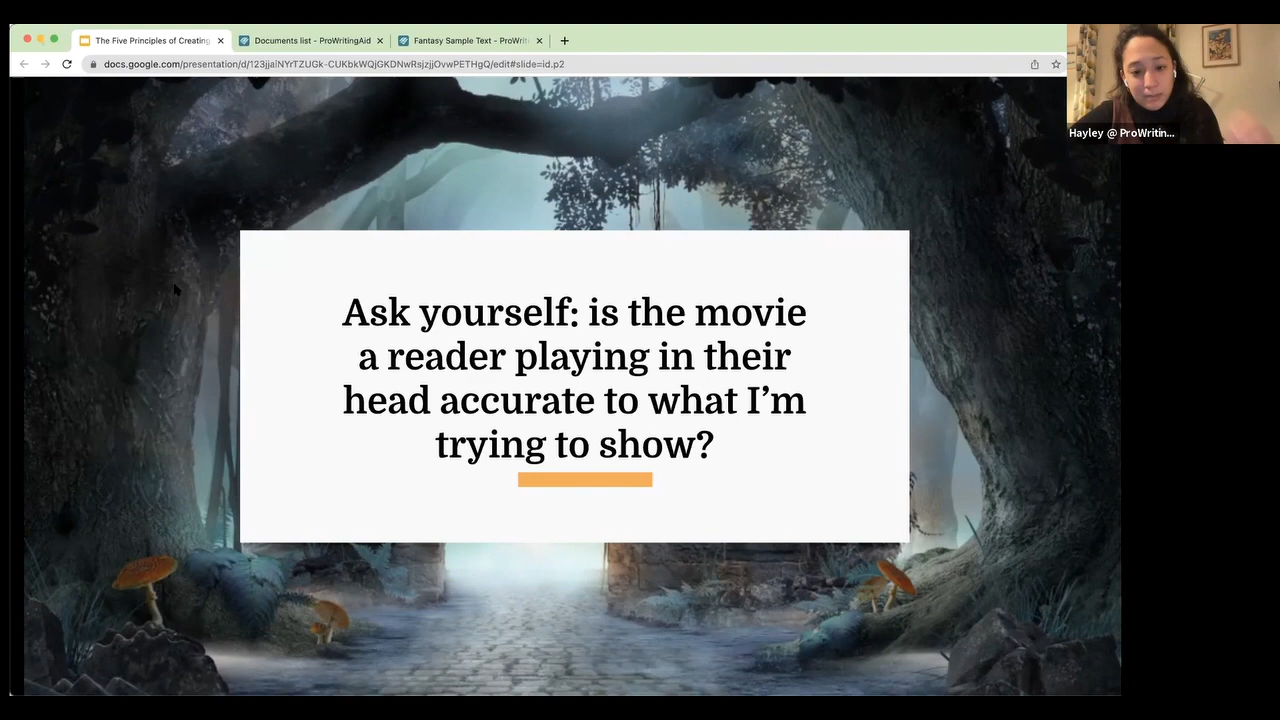 The Five Principles of Creating
Documents list - ProWritingAid
Fantasy Sample Text - ProWrit
docs.google.com/presentation/d/123jjalNYrTZUGk-CUKbkWQjGKDNwRsjzjjOvwPETHgQ/edit#slide=id.p2
Hayley @ ProWritin...
Ask yourself: is the movie
a reader playing in their
head accurate to what I’m
trying to show?